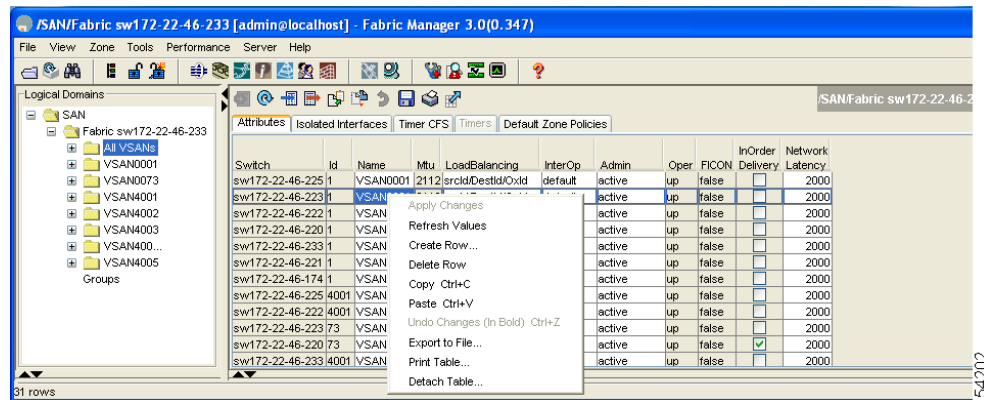 /SAN/Fabric sw172-22-46-233 [admin@localhost] - Fabric Manager 3.0(0.347)
File View Zone Tools Performance Server Help
Logical Domains
SAN
Fabric sw172-22-46-233
All VSANs
VSAN0001
VSAN0073
VSAN4001
VSAN4002
VSAN4003
VSAN400...
VSAN4005
Groups
/SAN/Fabric sw172-22-46-2
Attributes Isolated Interfaces Timer CFS Timers Default Zone Policies
Switch Id Name Mtu LoadBalancing InterOp Admin Oper FICON InOrder Delivery Network Latency
sw172-22-46-225 1 VSAN0001 2112 srcId/DestId/OxId default active up false 2000
sw172-22-46-223 1 VSAN active up false 2000
sw172-22-46-222 1 VSAN active up false 2000
sw172-22-46-220 1 VSAN active up false 2000
sw172-22-46-233 1 VSAN active up false 2000
sw172-22-46-221 1 VSAN active up false 2000
sw172-22-46-174 1 VSAN active up false 2000
sw172-22-46-225 4001 VSAN active up false 2000
sw172-22-46-222 4001 VSAN active up false 2000
sw172-22-46-223 73 VSAN active up false 2000
sw172-22-46-220 73 VSAN active up false 2000
sw172-22-46-233 4001 VSAN active up false 2000
Apply Changes
Refresh Values
Create Row...
Delete Row
Copy Ctrl+C
Paste Ctrl+V
Undo Changes (In Bold) Ctrl+Z
Export to File...
Print Table...
Detach Table...
31 rows
54202